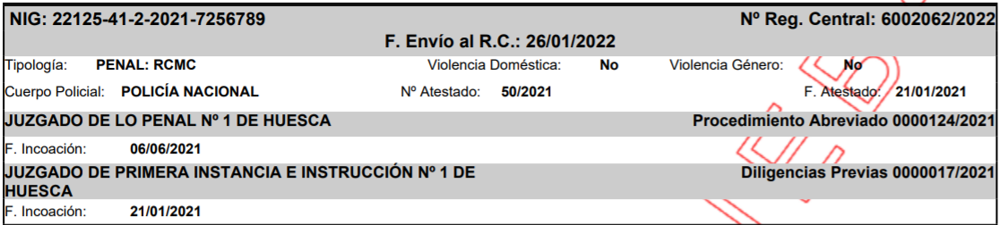 NIG: 22125-41-2-2021-7256789 Nº Reg. Central: 6002062/2022
F. Envío al R.C.: 26/01/2022
Tipología: PENAL: RCMC Violencia Doméstica: No Violencia Género: No
Cuerpo Policial: POLICÍA NACIONAL Nº Atestado: 50/2021 F. Atestado: 21/01/2021
JUZGADO DE LO PENAL Nº 1 DE HUESCA Procedimiento Abreviado 0000124/2021
F. Incoación: 06/06/2021
JUZGADO DE PRIMERA INSTANCIA E INSTRUCCIÓN Nº 1 DE Diligencias Previas 0000017/2021
HUESCA
F. Incoación: 21/01/2021